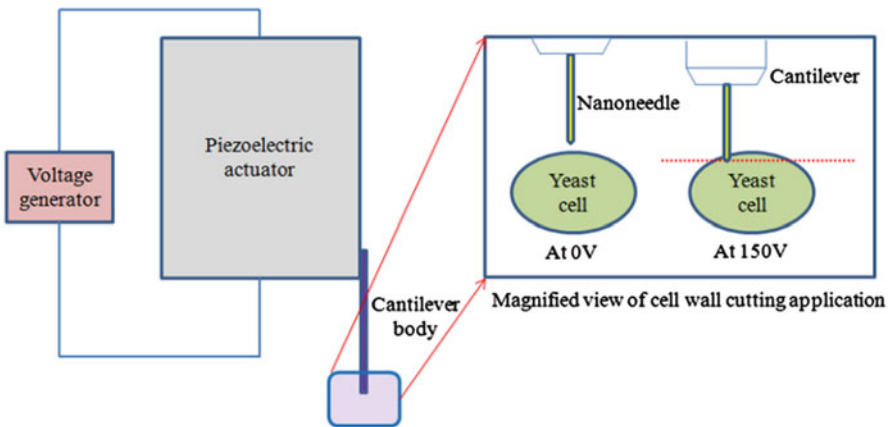 Voltage
generator
Piezoelectric
actuator
Cantilever
body
Nanoneedle
Cantilever
Yeast
cell
Yeast
cell
At 0V
At 150V
Magnified view of cell wall cutting application